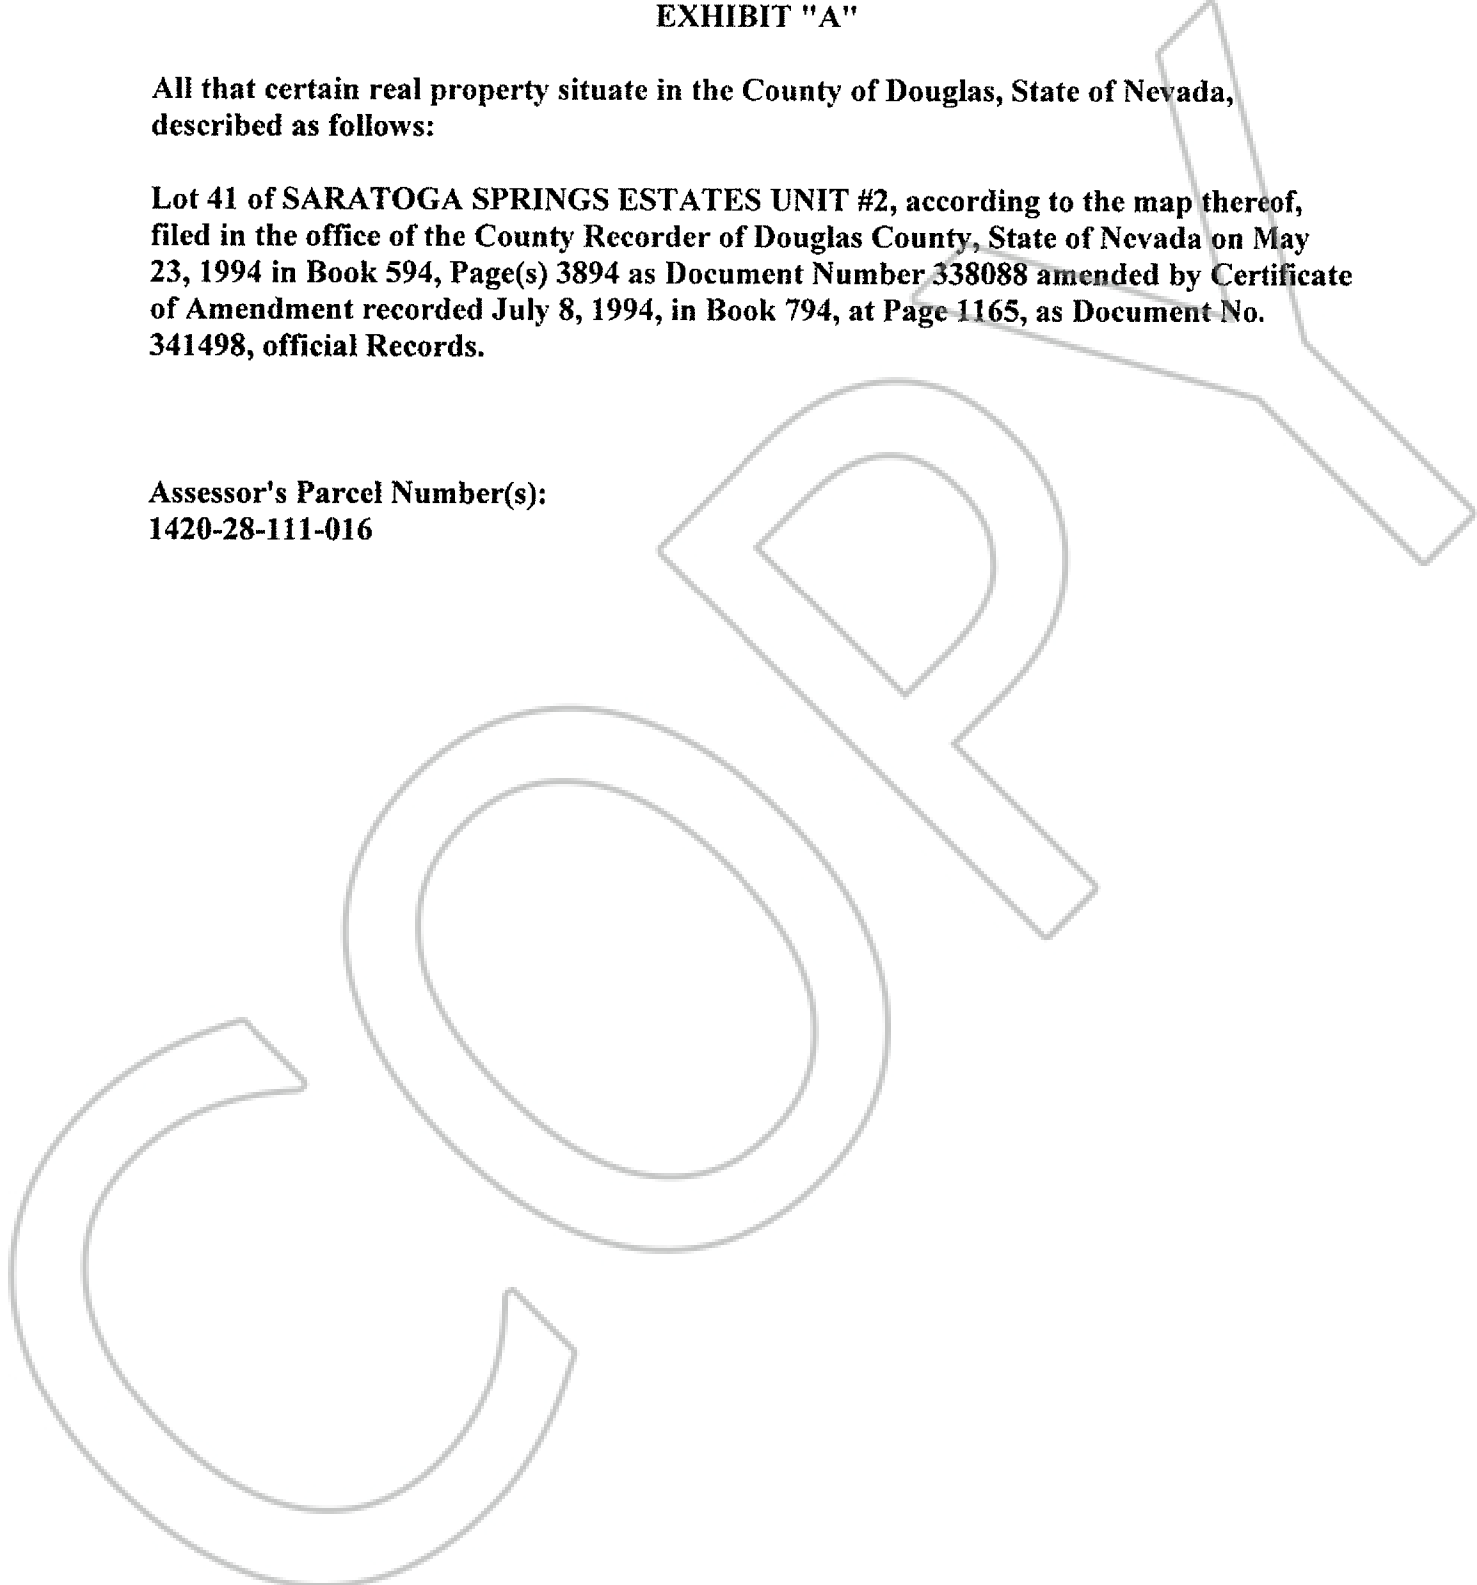 EXHIBIT "A"
All that certain real property situate in the County of Douglas, State of Nevada,
described as follows:
Lot 41 of SARATOGA SPRINGS ESTATES UNIT #2, according to the map thereof,
filed in the office of the County Recorder of Douglas County, State of Nevada on May
23, 1994 in Book 594, Page(s) 3894 as Document Number 338088 amended by Certificate
of Amendment recorded July 8, 1994, in Book 794, at Page 1165, as Document No.
341498, official Records.
Assessor's Parcel Number(s):
1420-28-111-016
COPY